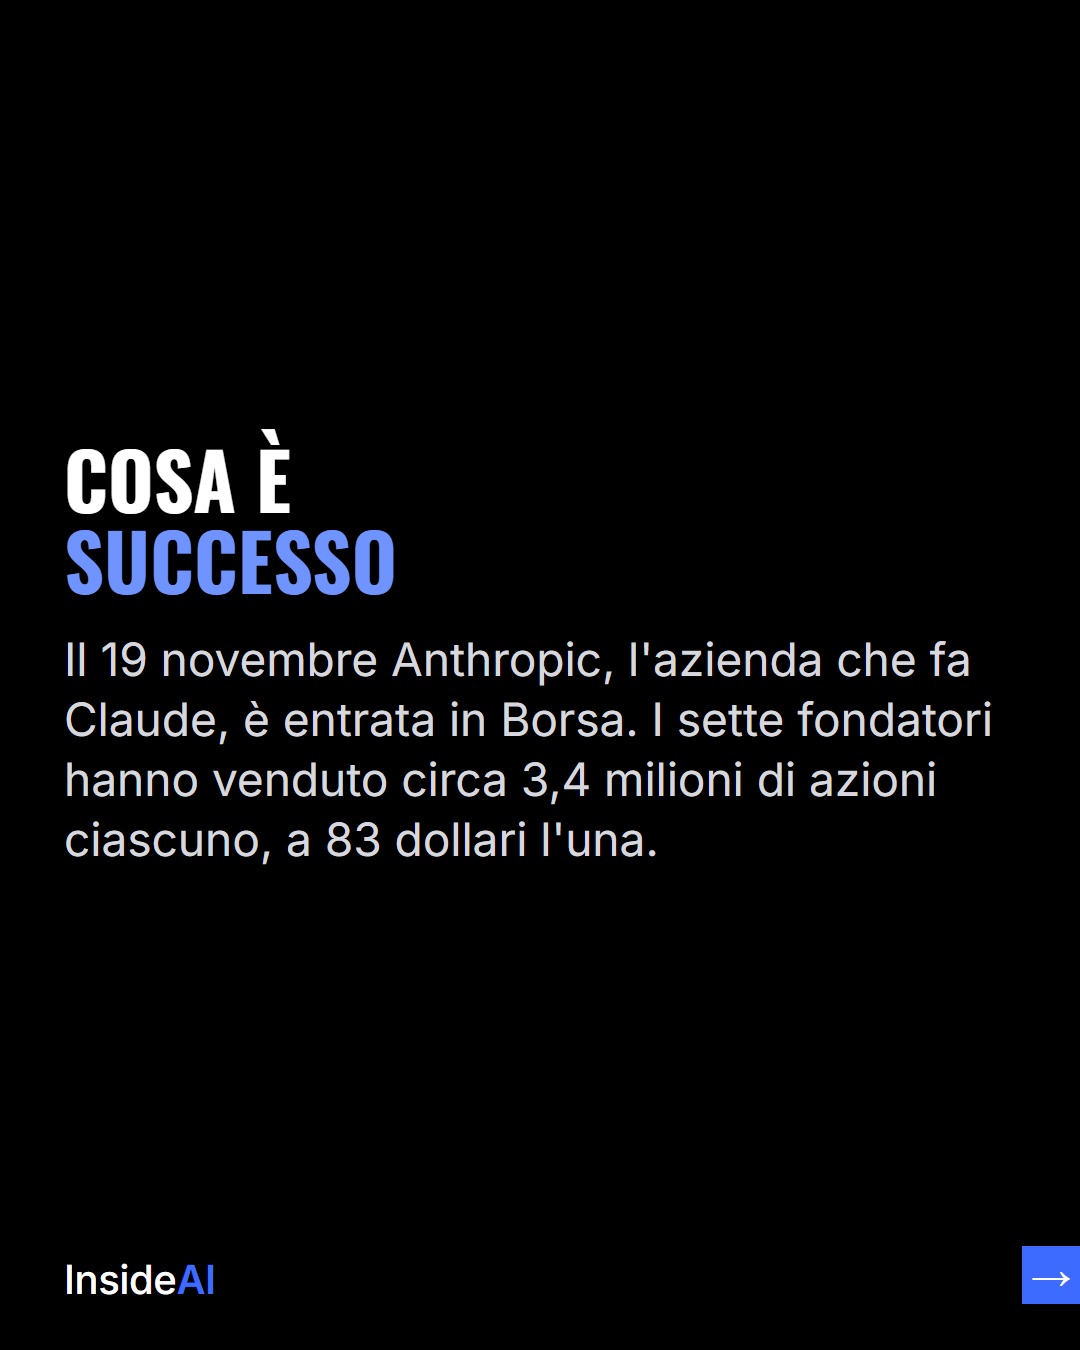 COSA È
SUCCESSO
Il 19 novembre Anthropic, l'azienda che fa
Claude, è entrata in Borsa. I sette fondatori
hanno venduto circa 3,4 milioni di azioni
ciascuno, a 83 dollari l'una.
InsideAI
→